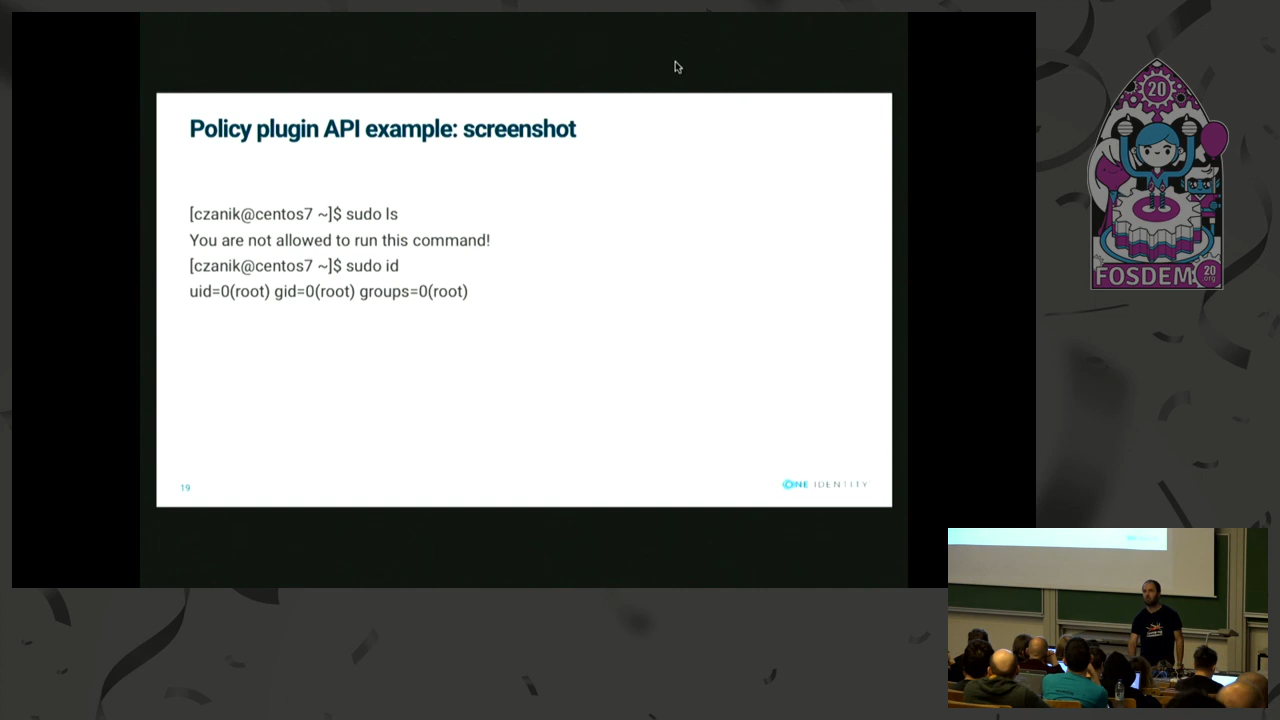 Policy plugin API example: screenshot
[czanik@centos7 ~]$ sudo ls
You are not allowed to run this command!
[czanik@centos7 ~]$ sudo id
uid=0(root) gid=0(root) groups=0(root)
19
ONE IDENTITY
20
FOSDEM
20
.org